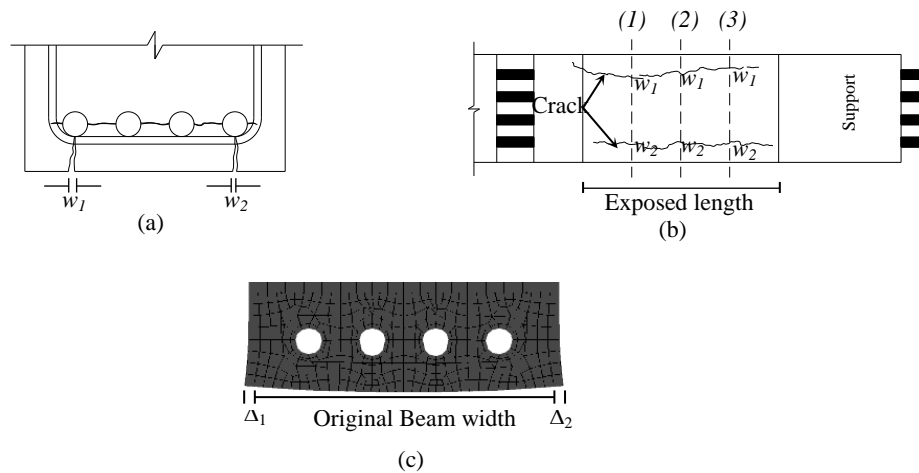 w1
w2
(a)
(1) (2) (3)
w1 w1 w1
Crack
w2 w2 w2
Support
Exposed length
(b)
Δ1 Original Beam width Δ2
(c)